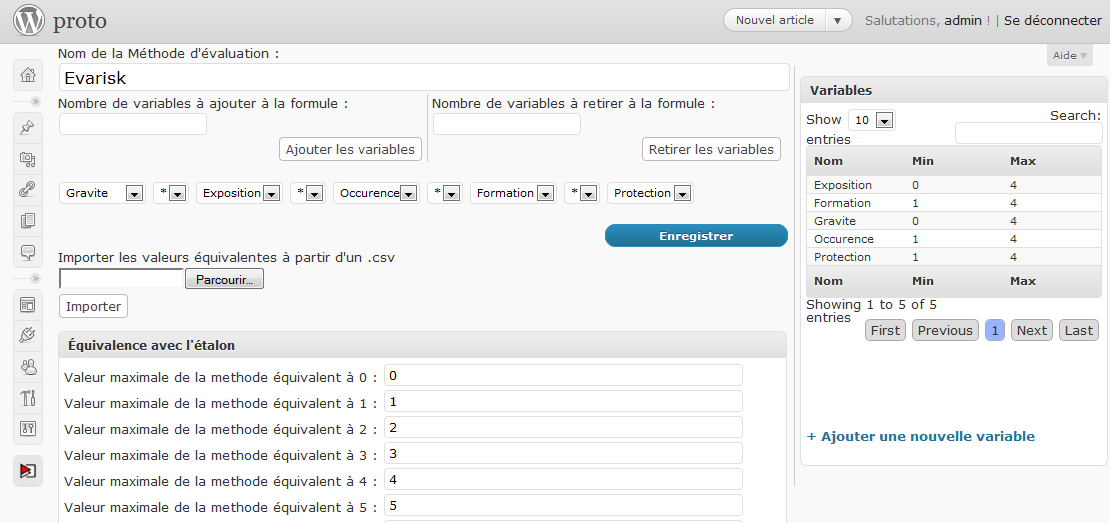 proto
Nouvel article
Salutations, admin ! | Se déconnecter
Aide
Nom de la Méthode d'évaluation :
Evarisk
Nombre de variables à ajouter à la formule :
Nombre de variables à retirer à la formule :
Ajouter les variables
Retirer les variables
Gravite * Exposition * Occurence * Formation * Protection
Enregistrer
Importer les valeurs équivalentes à partir d'un .csv
Parcourir...
Importer
Équivalence avec l'étalon
Valeur maximale de la methode équivalent à 0 : 0
Valeur maximale de la methode équivalent à 1 : 1
Valeur maximale de la methode équivalent à 2 : 2
Valeur maximale de la methode équivalent à 3 : 3
Valeur maximale de la methode équivalent à 4 : 4
Valeur maximale de la methode équivalent à 5 : 5
Variables
Show 10 entries
Search:
Nom Min Max
Exposition 0 4
Formation 1 4
Gravite 0 4
Occurence 1 4
Protection 1 4
Nom Min Max
Showing 1 to 5 of 5
entries
First Previous 1 Next Last
+ Ajouter une nouvelle variable